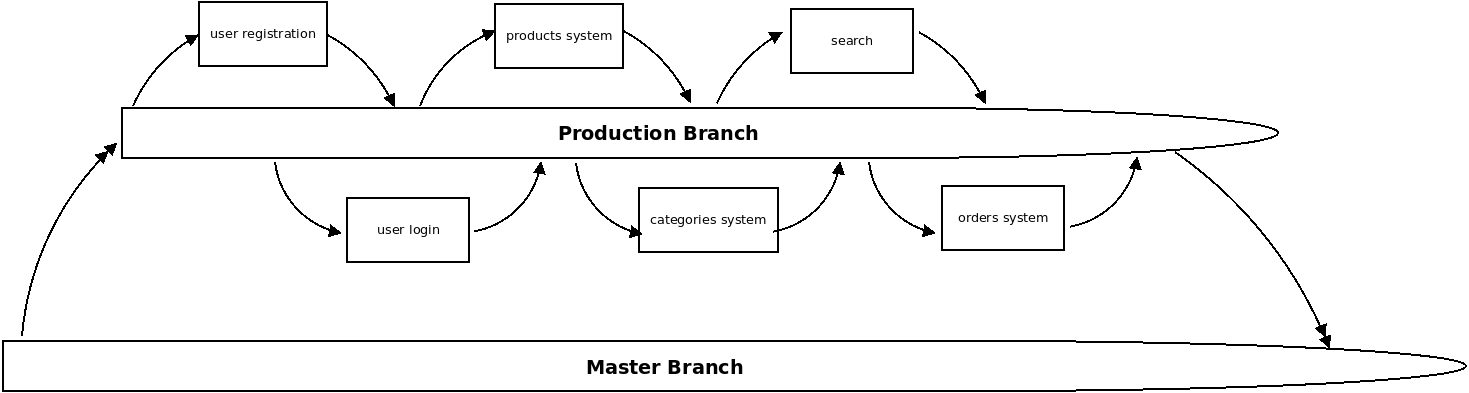 user registration
products system
search
Production Branch
user login
categories system
orders system
Master Branch